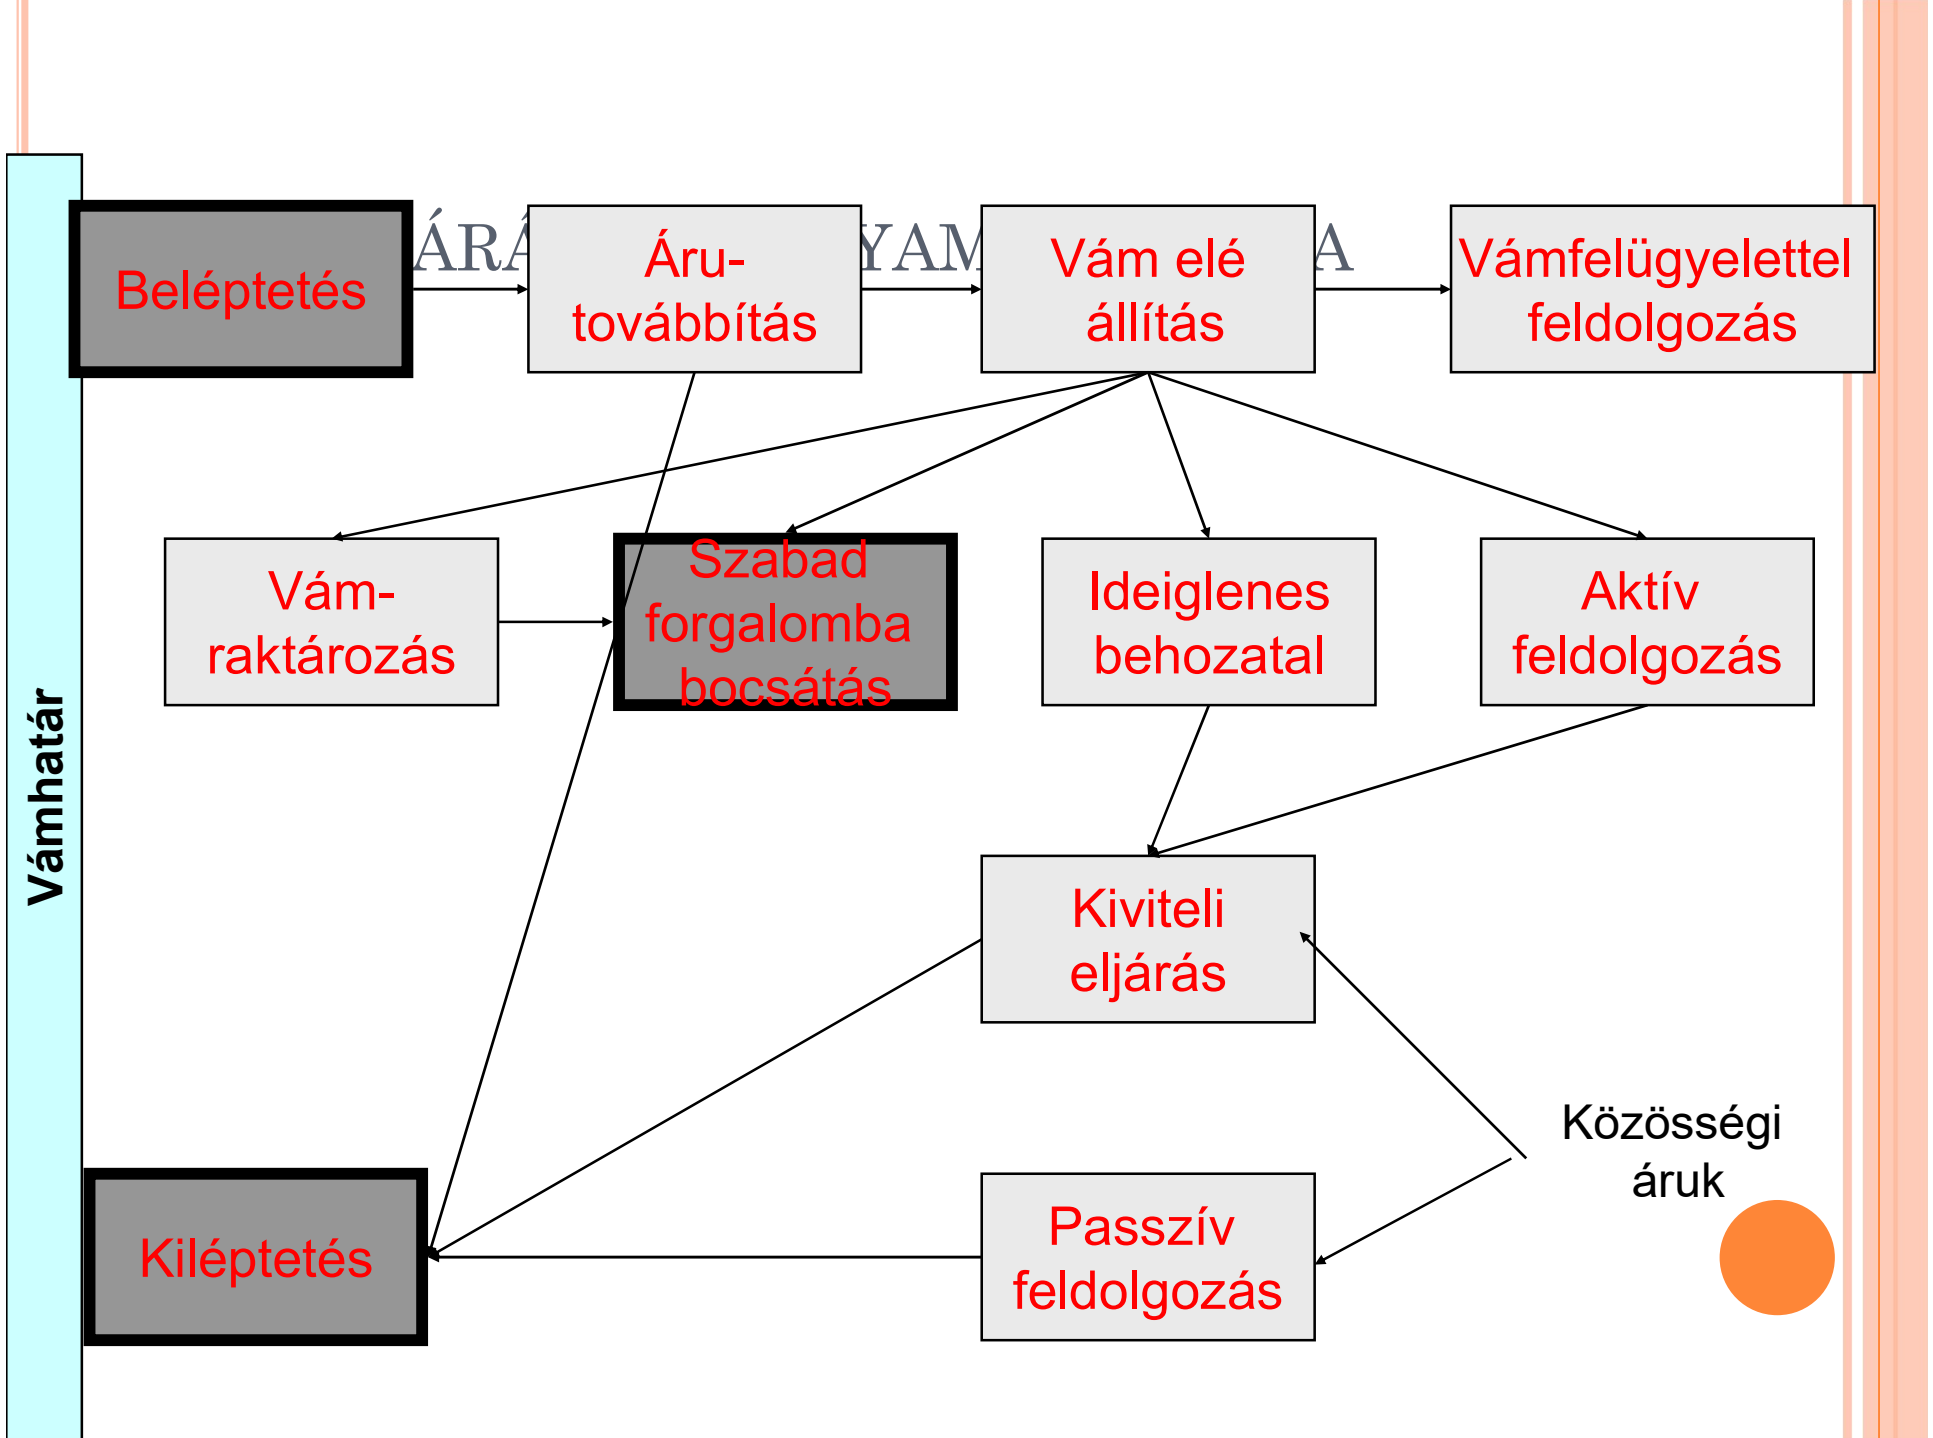 Beléptetés
Áru-
továbbítás
Vám elé
állítás
Vámfelügyelettel
feldolgozás
Vám-
raktározás
Szabad
forgalomba
bocsátás
Ideiglenes
behozatal
Aktív
feldolgozás
Vámhatár
Kiviteli
eljárás
Közösségi
áruk
Kiléptetés
Passzív
feldolgozás